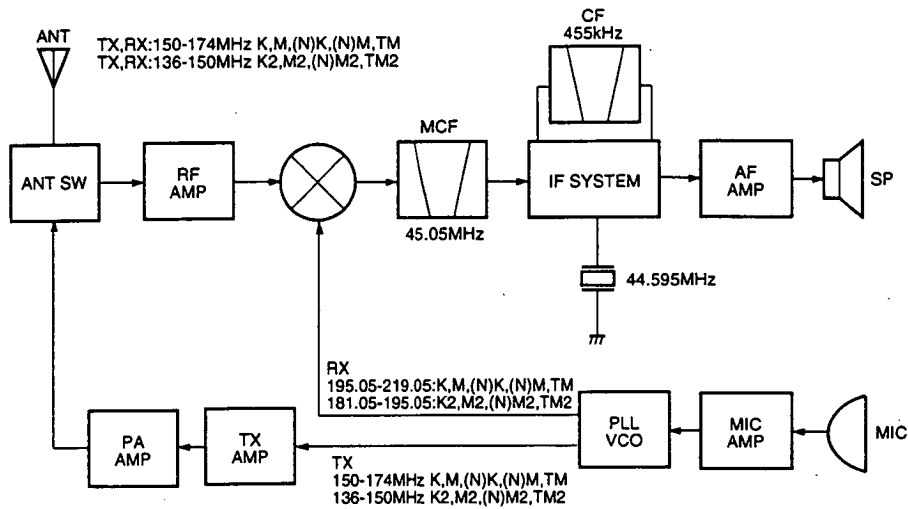 CF
455kHz
ANT
TX,RX:150-174MHz K,M,(N)K,(N)M,TM
TX,RX:136-150MHz K2,M2,(N)M2,TM2
MCF
ANT SW
RF
AMP
IF SYSTEM
AF
AMP
SP
45.05MHz
44.595MHz
RX
195.05-219.05:K,M,(N)K,(N)M,TM
181.05-195.05:K2,M2,(N)M2,TM2
PA
AMP
TX
AMP
PLL
VCO
MIC
AMP
MIC
TX
150-174MHz K,M,(N)K,(N)M,TM
136-150MHz K2,M2,(N)M2,TM2